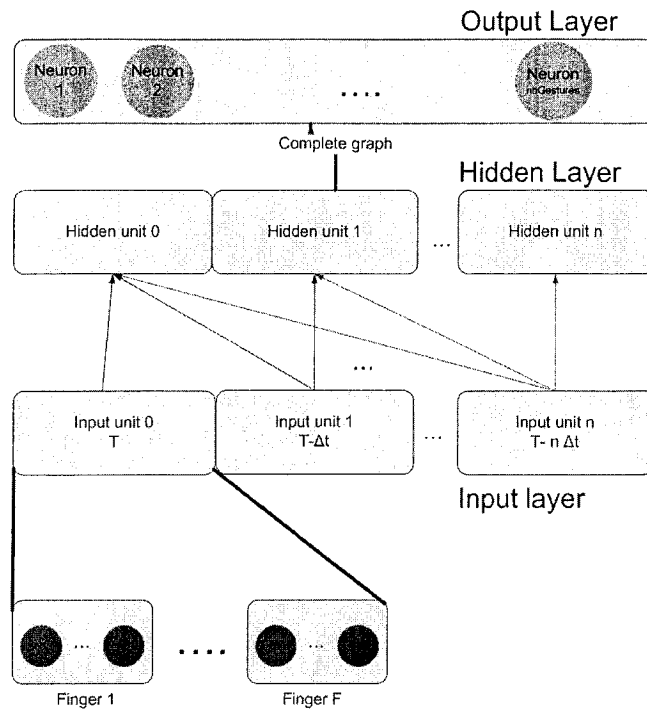 Output Layer
Neuron 1
Neuron 2
....
Neuron nbGestures
Complete graph
Hidden Layer
Hidden unit 0
Hidden unit 1
...
Hidden unit n
...
Input unit 0
T
Input unit 1
T-Δt
...
Input unit n
T- n Δt
Input layer
...
....
...
Finger 1
Finger F